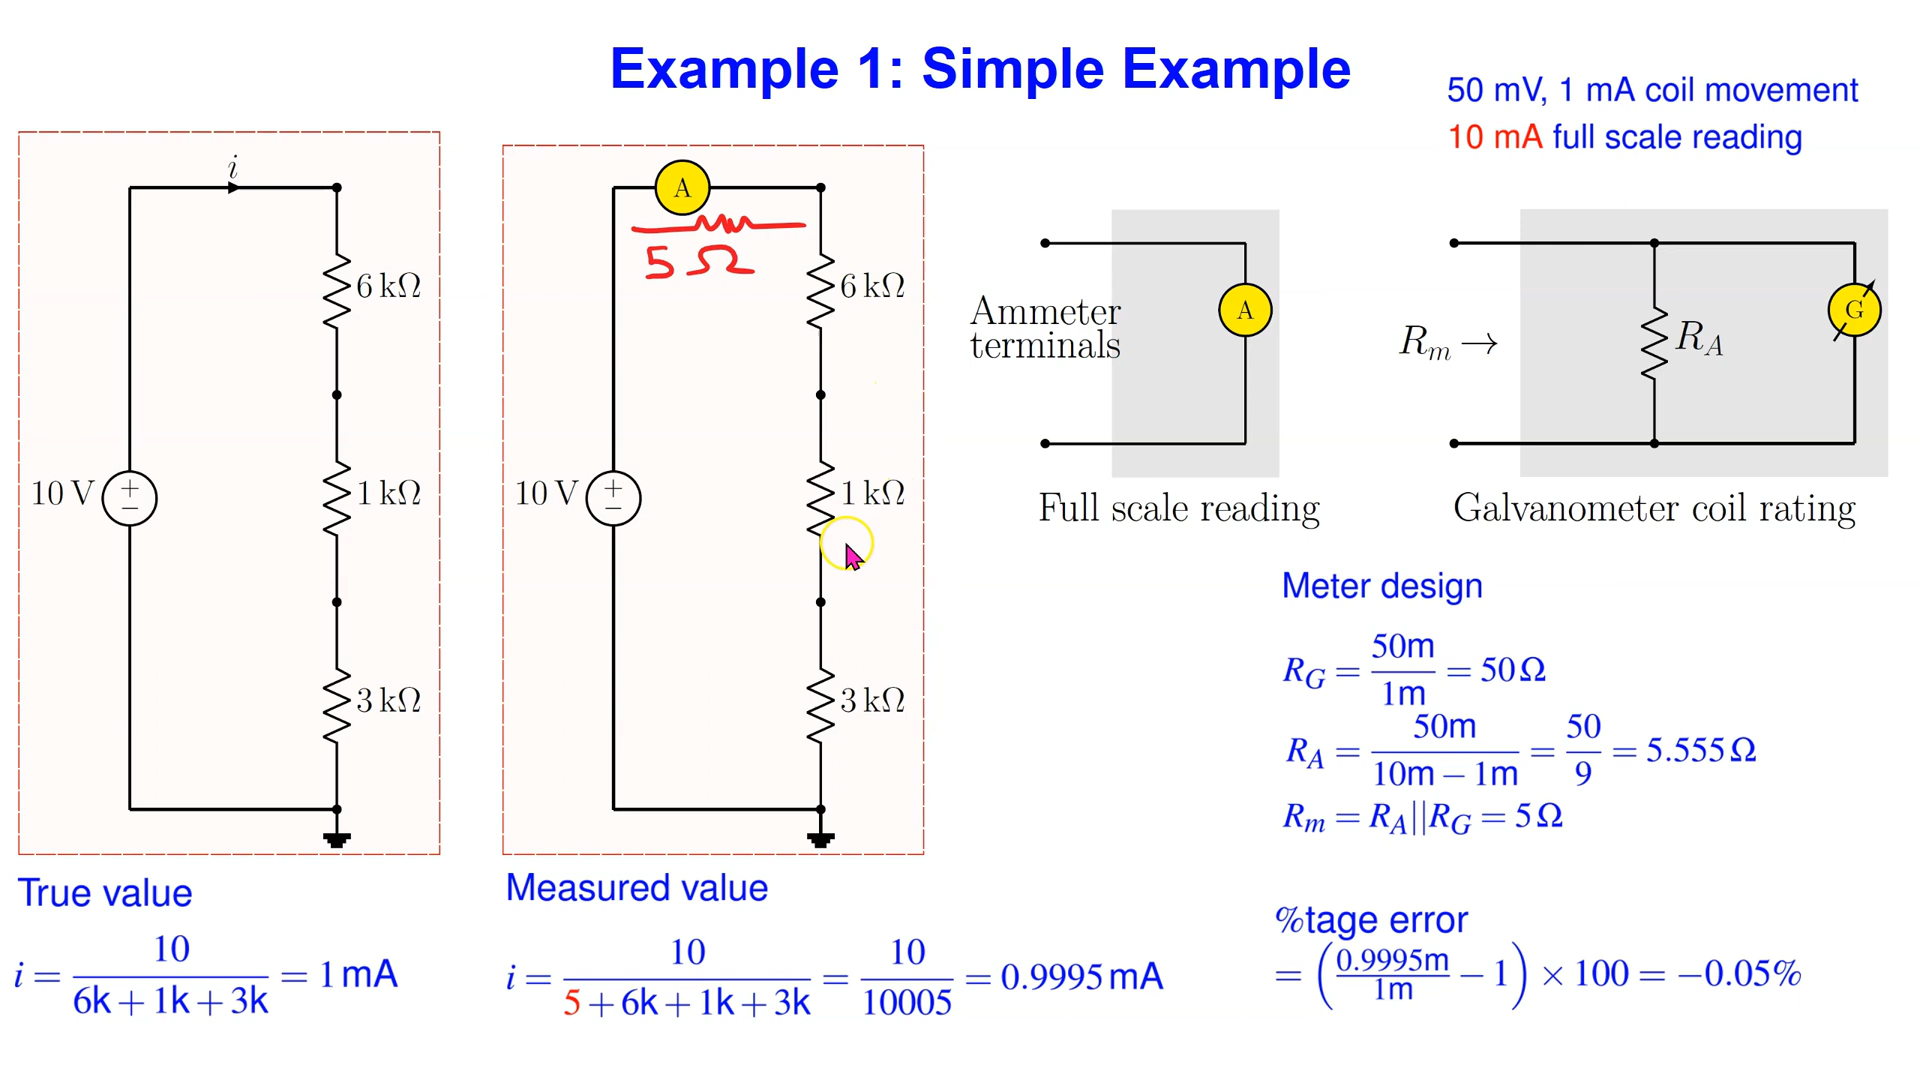 Example 1: Simple Example
50 mV, 1 mA coil movement
10 mA full scale reading
i
6 kΩ
10 V
+
−
1 kΩ
3 kΩ
A
5 Ω
6 kΩ
10 V
+
−
1 kΩ
3 kΩ
Ammeter
terminals
A
Full scale reading
R_m →
R_A
G
Galvanometer coil rating
Meter design
R_G = 50m/1m = 50 Ω
R_A = 50m/(10m − 1m) = 50/9 = 5.555 Ω
R_m = R_A||R_G = 5 Ω
True value
i = 10/(6k + 1k + 3k) = 1 mA
Measured value
i = 10/(5 + 6k + 1k + 3k) = 10/10005 = 0.9995 mA
%tage error
= (0.9995m/1m − 1) × 100 = −0.05%